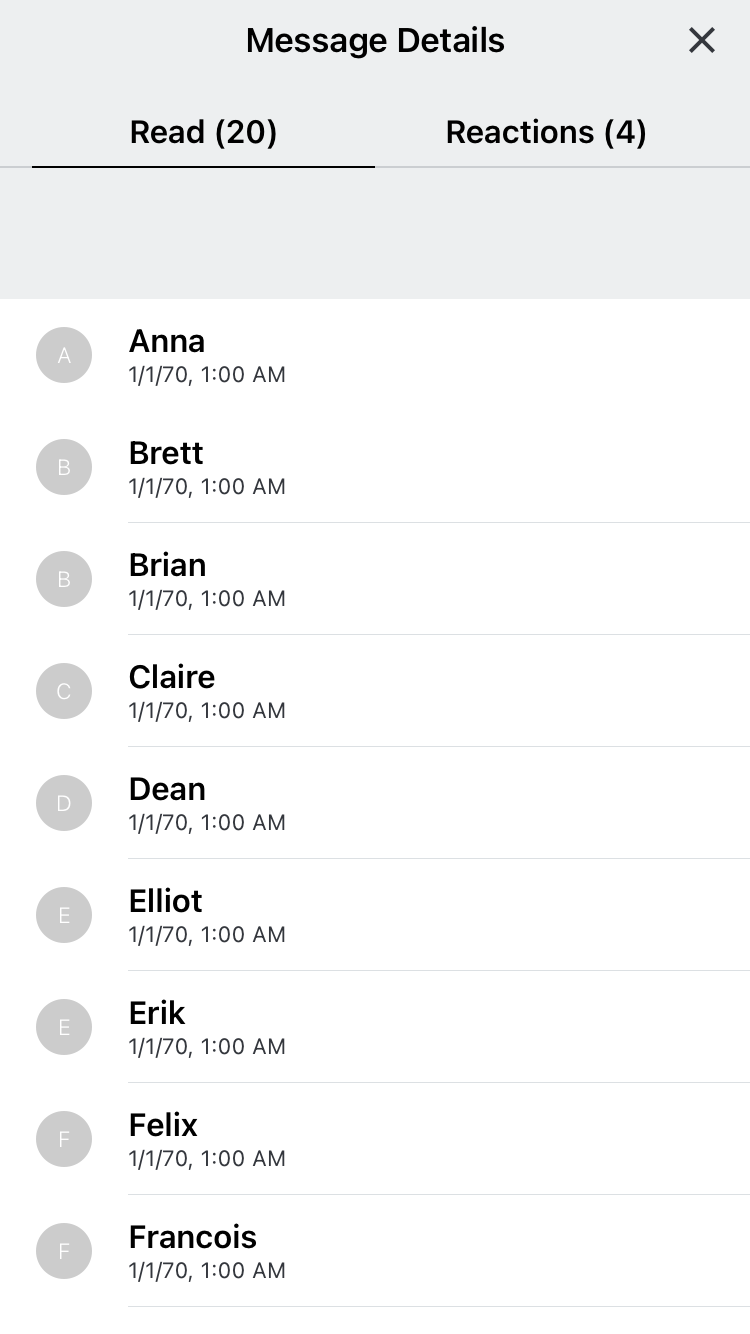 Message Details
Read (20)
Reactions (4)
A
Anna
1/1/70, 1:00 AM
B
Brett
1/1/70, 1:00 AM
B
Brian
1/1/70, 1:00 AM
C
Claire
1/1/70, 1:00 AM
D
Dean
1/1/70, 1:00 AM
E
Elliot
1/1/70, 1:00 AM
E
Erik
1/1/70, 1:00 AM
F
Felix
1/1/70, 1:00 AM
F
Francois
1/1/70, 1:00 AM